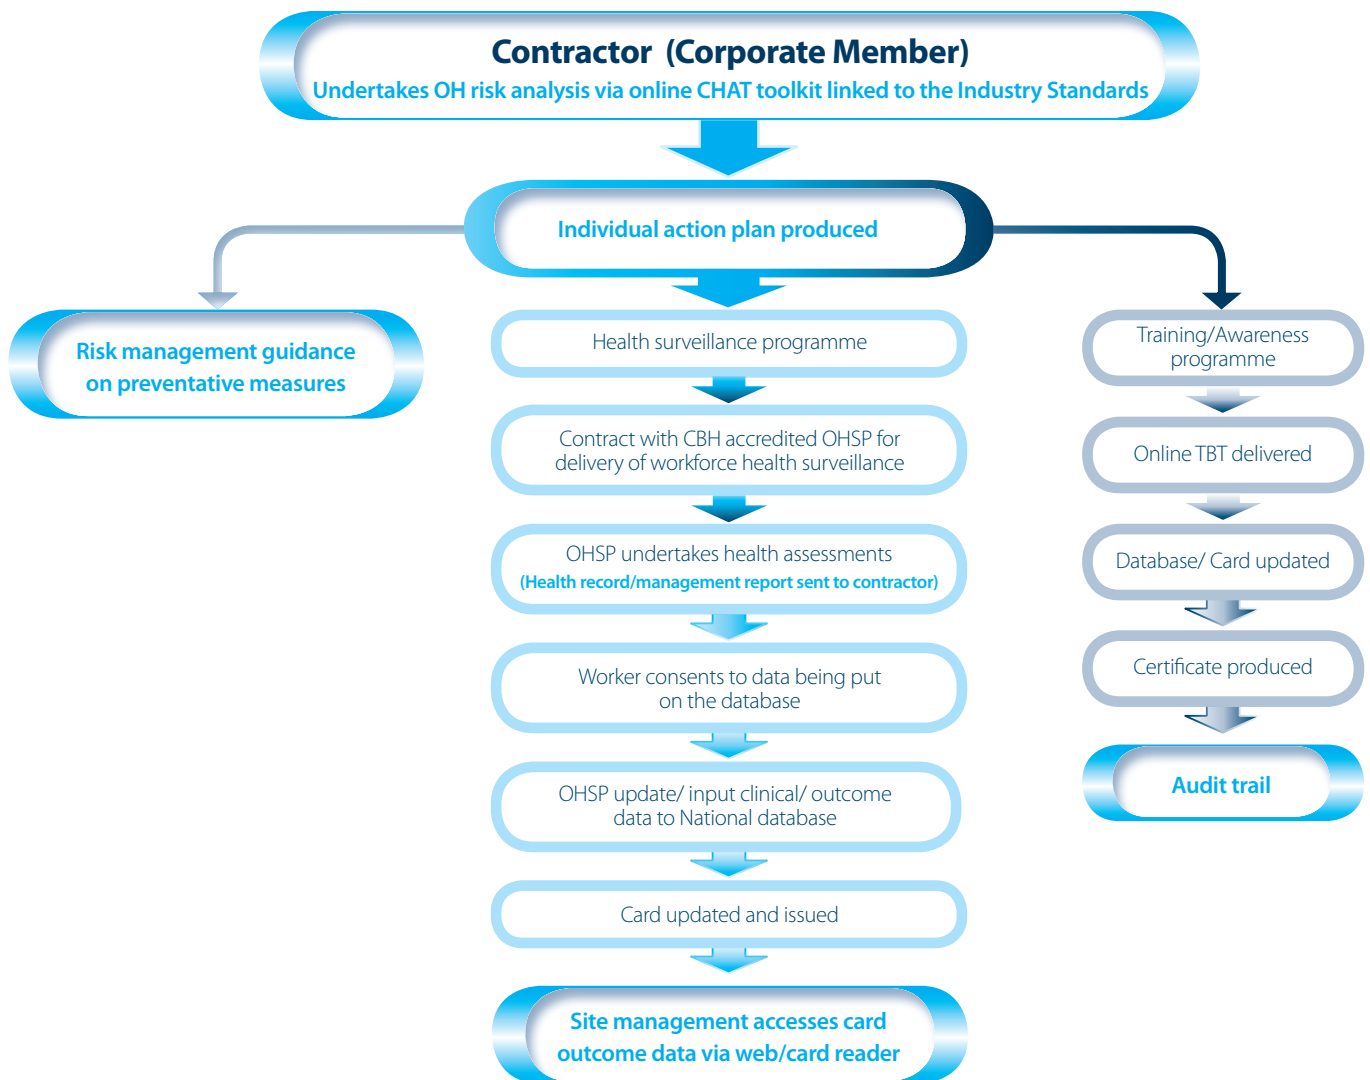 Contractor (Corporate Member)
Undertakes OH risk analysis via online CHAT toolkit linked to the Industry Standards
Individual action plan produced
Risk management guidance
on preventative measures
Health surveillance programme
Contract with CBH accredited OHSP for
delivery of workforce health surveillance
OHSP undertakes health assessments
(Health record/management report sent to contractor)
Worker consents to data being put
on the database
OHSP update/ input clinical/ outcome
data to National database
Card updated and issued
Site management accesses card
outcome data via web/card reader
Training/Awareness
programme
Online TBT delivered
Database/ Card updated
Certificate produced
Audit trail